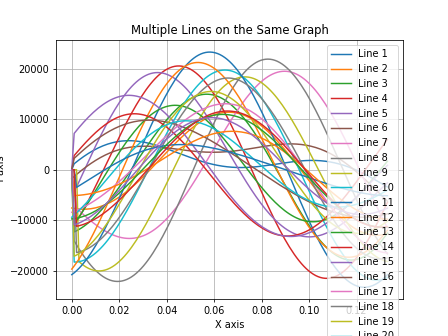 Multiple Lines on the Same Graph
20000
10000
0
−10000
−20000
0.00
0.02
0.04
0.06
0.08
0.10
X axis
axis
Line 1
Line 2
Line 3
Line 4
Line 5
Line 6
Line 7
Line 8
Line 9
Line 10
Line 11
Line 12
Line 13
Line 14
Line 15
Line 16
Line 17
Line 18
Line 19
Line 20